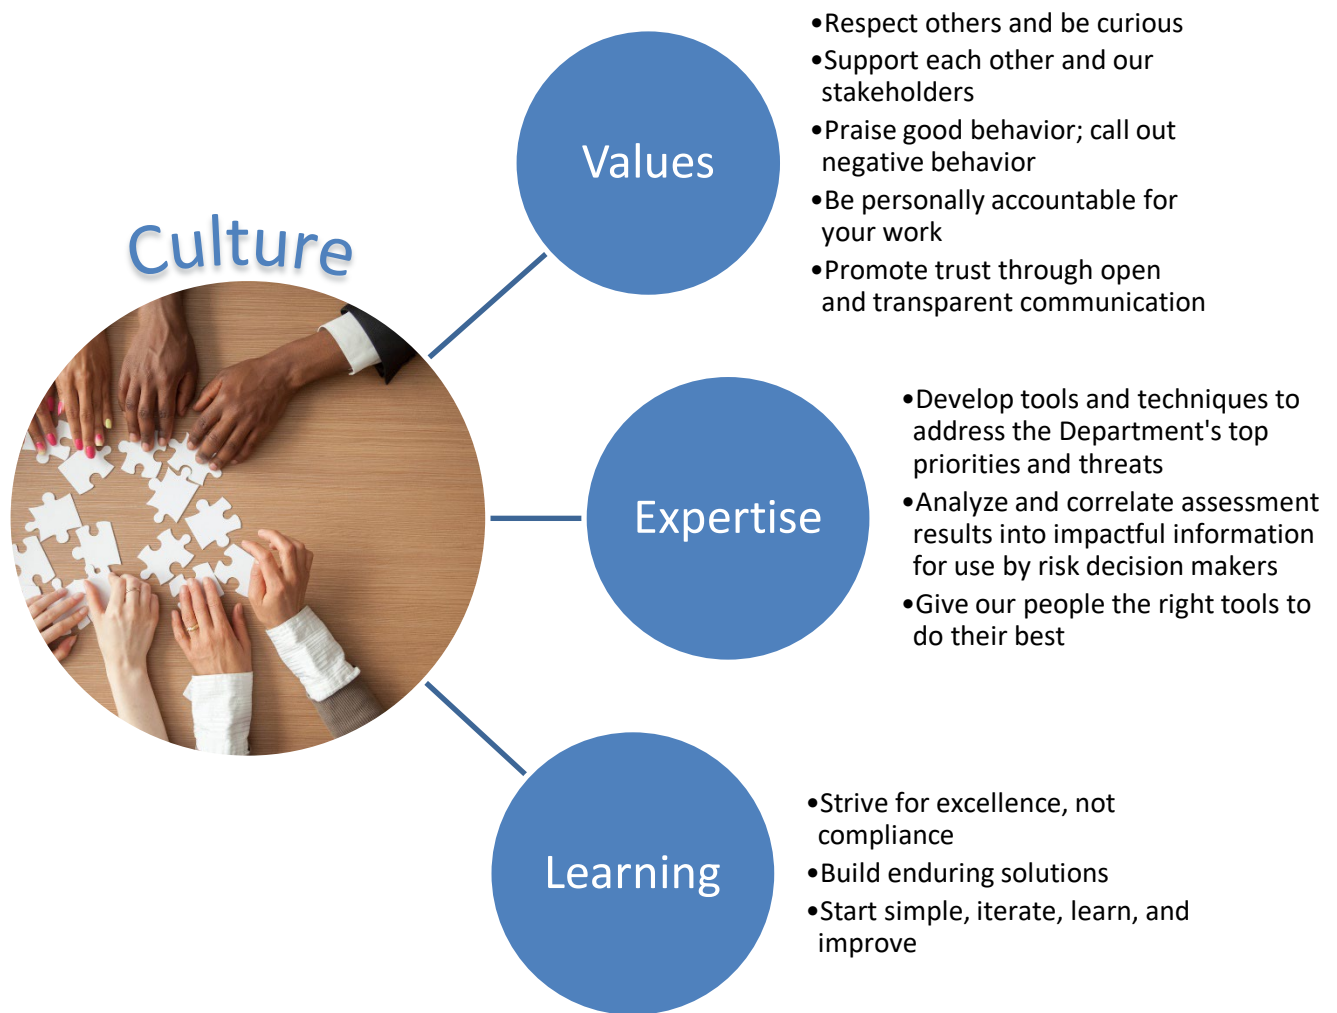 Culture
Values
•Respect others and be curious
•Support each other and our
stakeholders
•Praise good behavior; call out
negative behavior
•Be personally accountable for
your work
•Promote trust through open
and transparent communication
Expertise
•Develop tools and techniques to
address the Department's top
priorities and threats
•Analyze and correlate assessment
results into impactful information
for use by risk decision makers
•Give our people the right tools to
do their best
Learning
•Strive for excellence, not
compliance
•Build enduring solutions
•Start simple, iterate, learn, and
improve